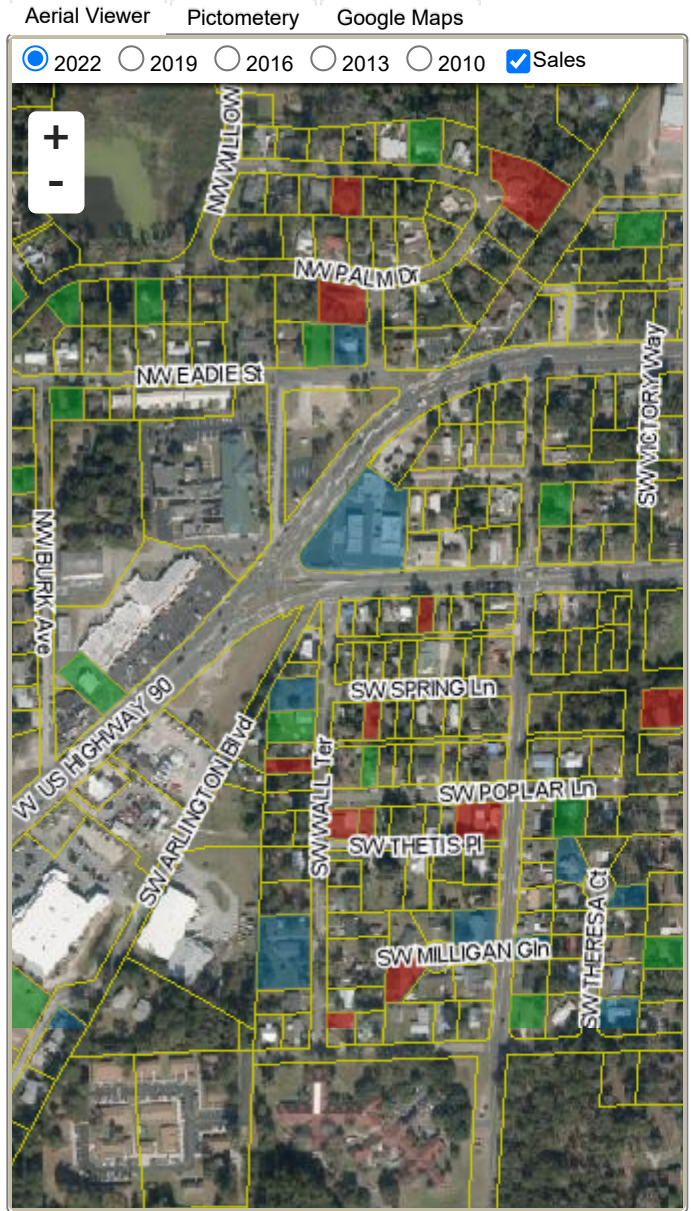 Aerial Viewer Pictometery Google Maps
2022 2019 2016 2013 2010 Sales
+
-
NW WILLOW
NW PALM Dr
NW EADIE St
SW VICTORY Way
NW BURK Ave
SW SPRING Ln
W US HIGHWAY 90
SW ARLINGTON Blvd
SW WALL Ter
SW POPLAR Ln
SW THETIS Pl
SW THERESA Ct
SW MILLIGAN Gln